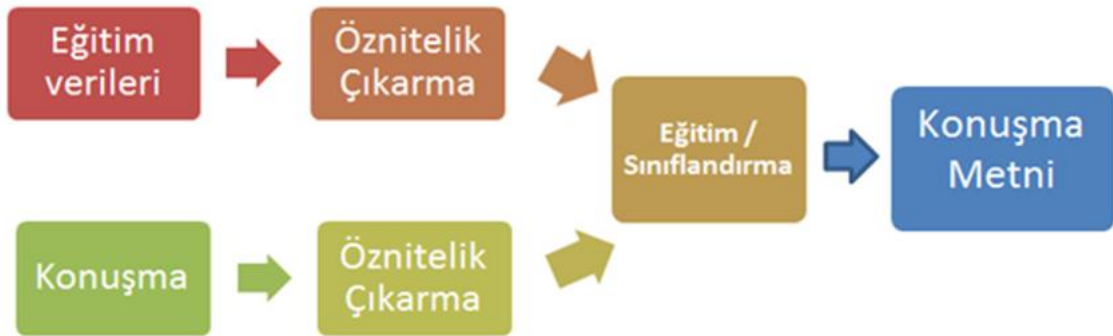 Eğitim
verileri
Öznitelik
Çıkarma
Eğitim /
Sınıflandırma
Konuşma
Metni
Konuşma
Öznitelik
Çıkarma